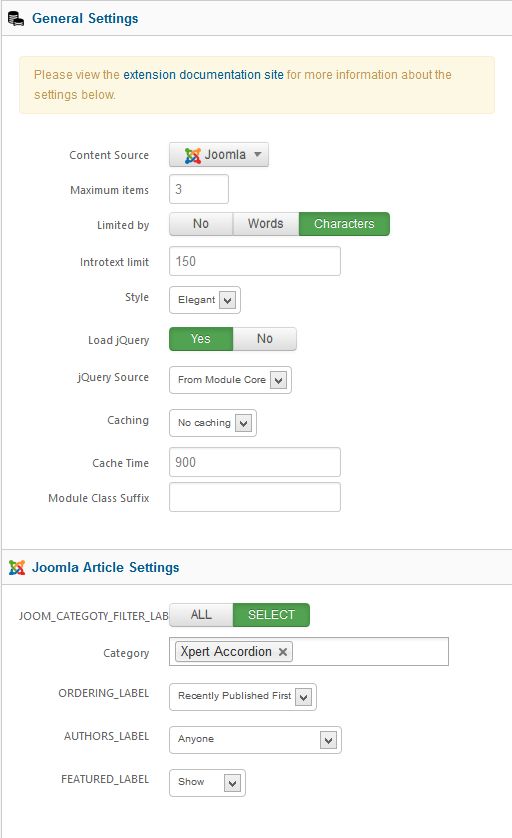 General Settings
Please view the extension documentation site for more information about the
settings below.
Content Source Joomla
Maximum items 3
Limited by No Words Characters
Introtext limit 150
Style Elegant
Load jQuery Yes No
jQuery Source From Module Core
Caching No caching
Cache Time 900
Module Class Suffix
Joomla Article Settings
JOOM_CATEGOTY_FILTER_LAB ALL SELECT
Category Xpert Accordion ×
ORDERING_LABEL Recently Published First
AUTHORS_LABEL Anyone
FEATURED_LABEL Show